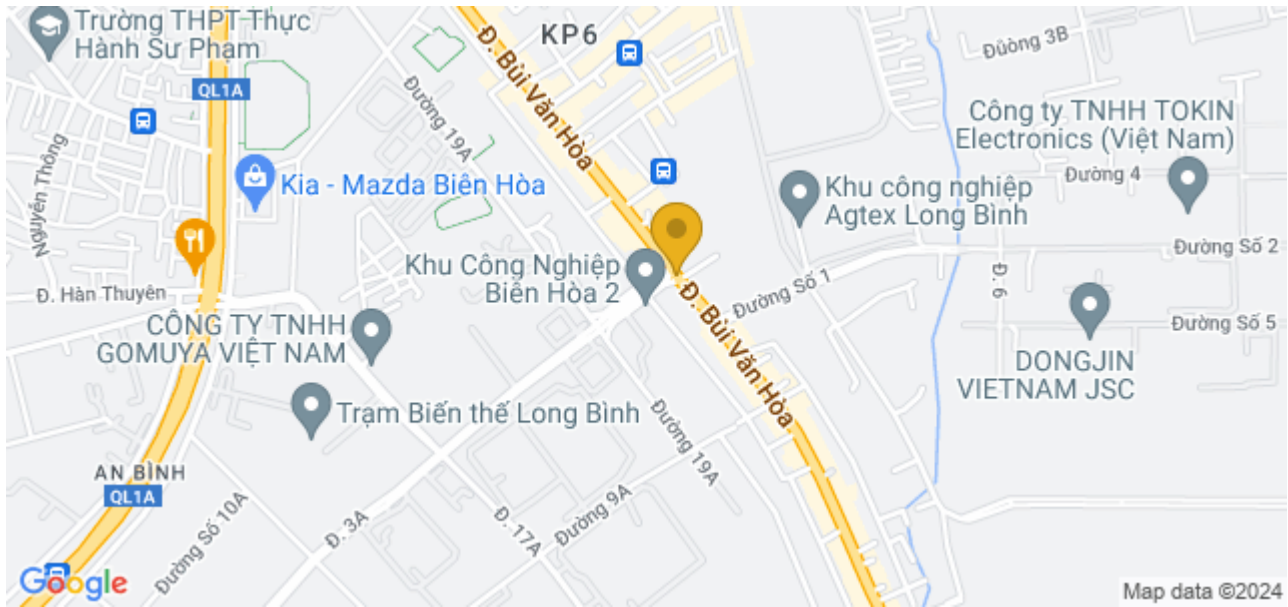 Trường THPT Thực
Hành Sư Phạm
KP6
Đ. Bùi Văn Hòa
Đưòng 3B
QL1A
Đường 19A
Nguyễn Thông
Công ty TNHH TOKIN
Electronics (Việt Nam)
Đường 4
Kia - Mazda Biên Hòa
Khu công nghiệp
Agtex Long Bình
Đường Số 2
Khu Công Nghiệp
Biên Hòa 2
Đ. 6
Đ. Hàn Thuyên
Đường Số 1
Đ. Bùi Văn Hòa
CÔNG TY TNHH
GOMUYA VIỆT NAM
Đường Số 5
DONGJIN
VIETNAM JSC
Trạm Biến thế Long Bình
Đường 19A
AN BÌNH
QL1A
Đường Số 10A
Đ. 3A
Đ. 17A
Đường 9A
Google
Map data ©2024